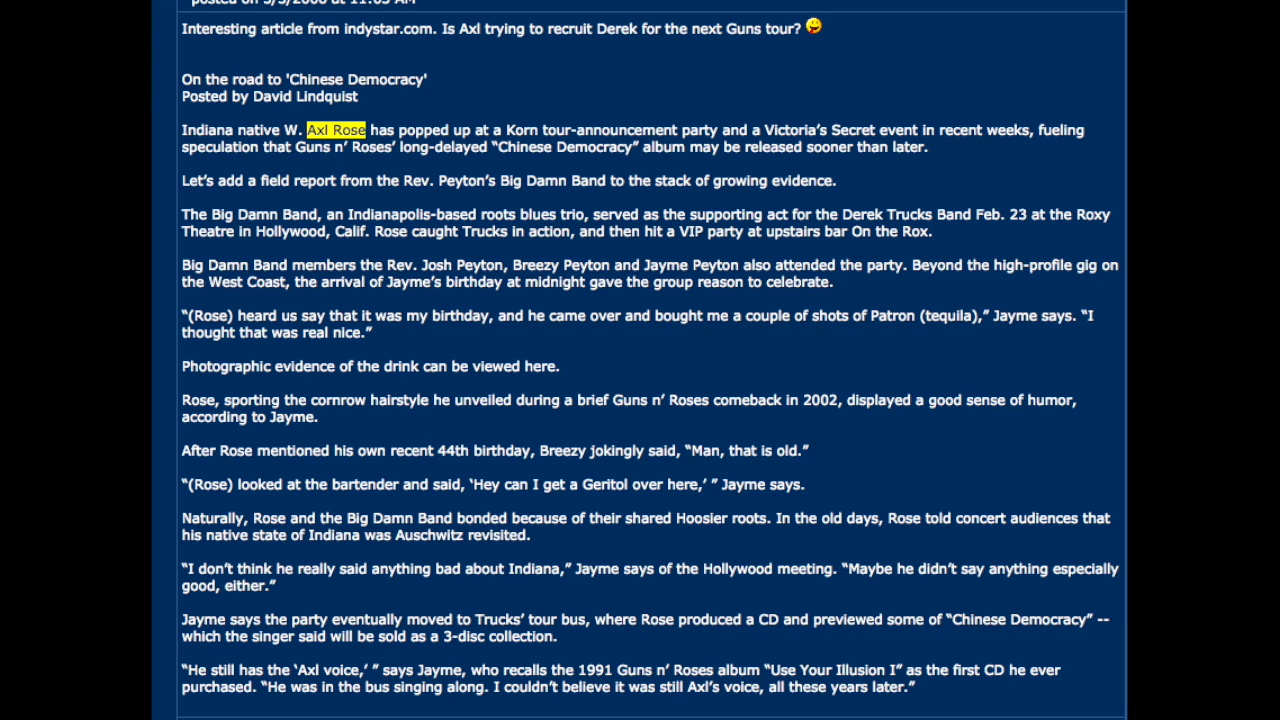 Interesting article from indystar.com. Is Axl trying to recruit Derek for the next Guns tour?
On the road to 'Chinese Democracy'
Posted by David Lindquist
Indiana native W. Axl Rose has popped up at a Korn tour-announcement party and a Victoria’s Secret event in recent weeks, fueling
speculation that Guns n’ Roses’ long-delayed “Chinese Democracy” album may be released sooner than later.
Let’s add a field report from the Rev. Peyton’s Big Damn Band to the stack of growing evidence.
The Big Damn Band, an Indianapolis-based roots blues trio, served as the supporting act for the Derek Trucks Band Feb. 23 at the Roxy
Theatre in Hollywood, Calif. Rose caught Trucks in action, and then hit a VIP party at upstairs bar On the Rox.
Big Damn Band members the Rev. Josh Peyton, Breezy Peyton and Jayme Peyton also attended the party. Beyond the high-profile gig on
the West Coast, the arrival of Jayme’s birthday at midnight gave the group reason to celebrate.
“(Rose) heard us say that it was my birthday, and he came over and bought me a couple of shots of Patron (tequila),” Jayme says. “I
thought that was real nice.”
Photographic evidence of the drink can be viewed here.
Rose, sporting the cornrow hairstyle he unveiled during a brief Guns n’ Roses comeback in 2002, displayed a good sense of humor,
according to Jayme.
After Rose mentioned his own recent 44th birthday, Breezy jokingly said, “Man, that is old.”
“(Rose) looked at the bartender and said, ‘Hey can I get a Geritol over here,’ ” Jayme says.
Naturally, Rose and the Big Damn Band bonded because of their shared Hoosier roots. In the old days, Rose told concert audiences that
his native state of Indiana was Auschwitz revisited.
“I don’t think he really said anything bad about Indiana,” Jayme says of the Hollywood meeting. “Maybe he didn’t say anything especially
good, either.”
Jayme says the party eventually moved to Trucks’ tour bus, where Rose produced a CD and previewed some of “Chinese Democracy” --
which the singer said will be sold as a 3-disc collection.
“He still has the ‘Axl voice,’ ” says Jayme, who recalls the 1991 Guns n’ Roses album “Use Your Illusion I” as the first CD he ever
purchased. “He was in the bus singing along. I couldn’t believe it was still Axl’s voice, all these years later.”